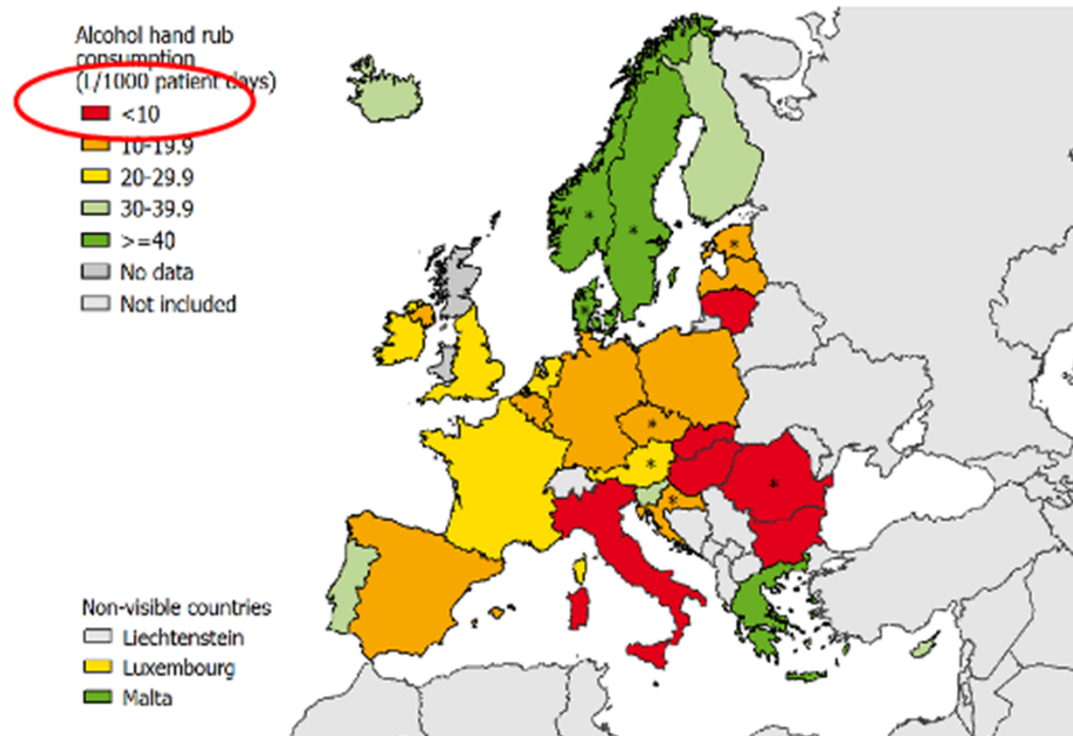 Alcohol hand rub
consumption
(L/1000 patient days)
<10
10-19.9
20-29.9
30-39.9
>=40
No data
Not included
*
*
*
*
*
*
*
*
Non-visible countries
Liechtenstein
Luxembourg
Malta